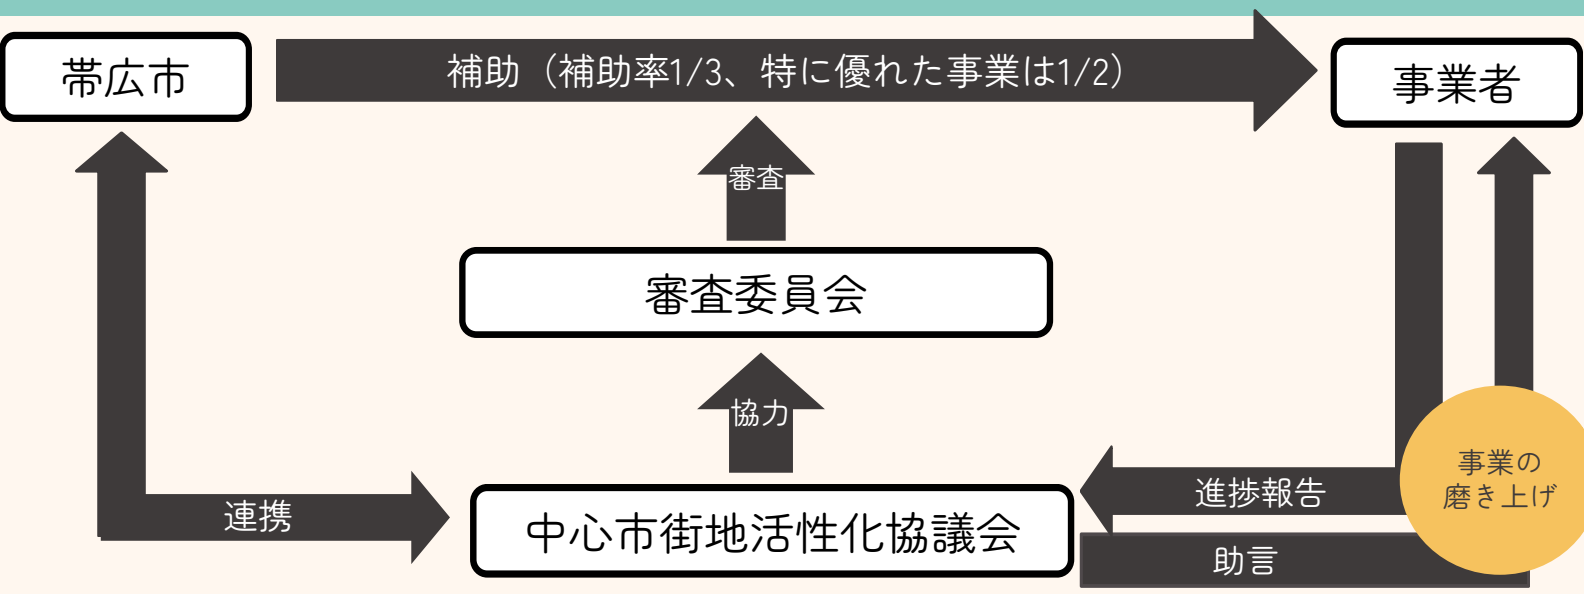 帯広市
補助（補助率1/3、特に優れた事業は1/2）
事業者
審査
審査委員会
協力
連携
中心市街地活性化協議会
進捗報告
助言
事業の
磨き上げ